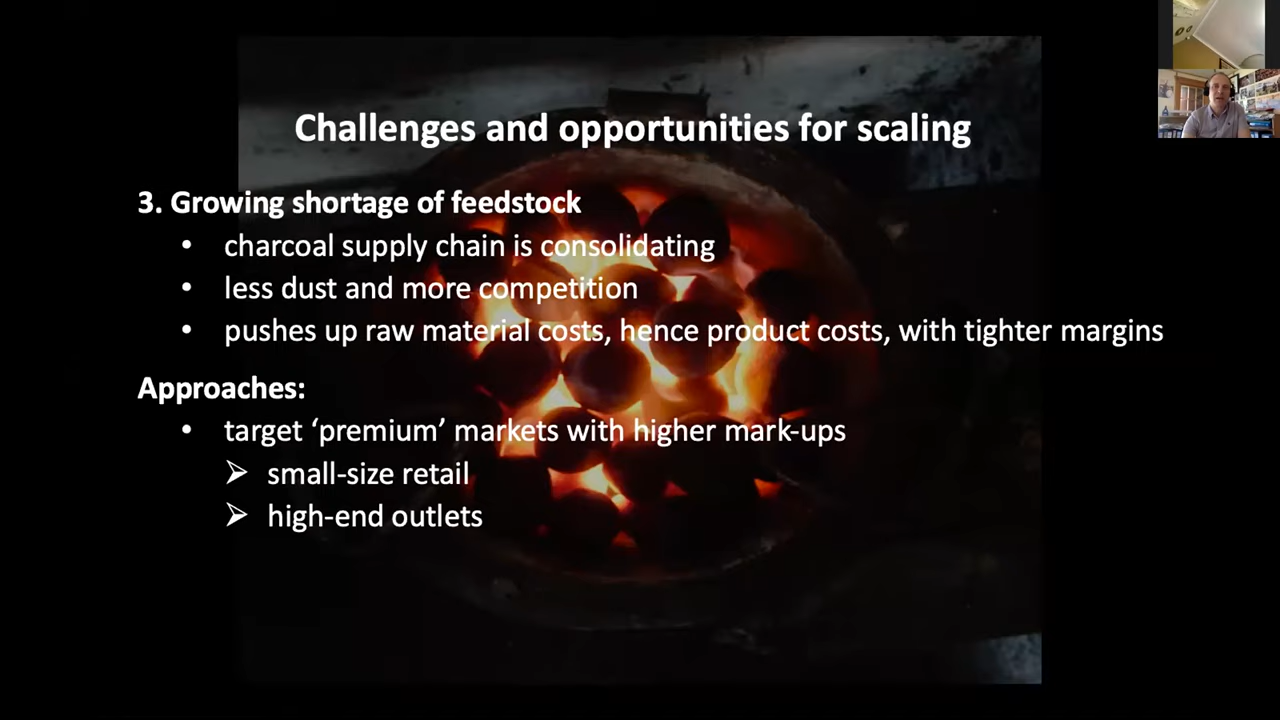 Challenges and opportunities for scaling
3. Growing shortage of feedstock
• charcoal supply chain is consolidating
• less dust and more competition
• pushes up raw material costs, hence product costs, with tighter margins
Approaches:
• target ‘premium’ markets with higher mark-ups
➢ small-size retail
➢ high-end outlets